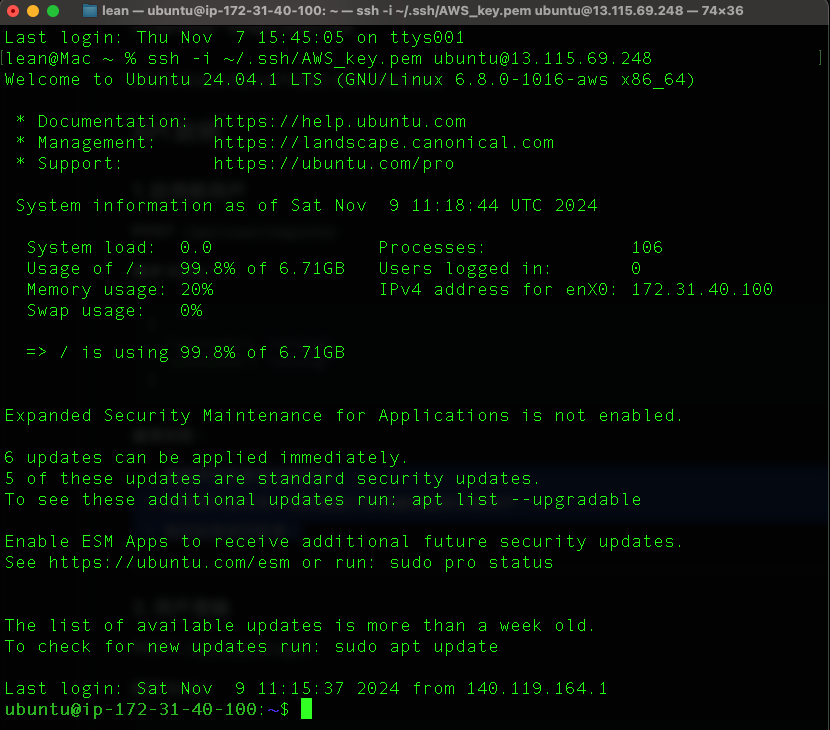 lean — ubuntu@ip-172-31-40-100: ~ — ssh -i ~/.ssh/AWS_key.pem ubuntu@13.115.69.248 — 74×36
Last login: Thu Nov  7 15:45:05 on ttys001
[lean@Mac ~ % ssh -i ~/.ssh/AWS_key.pem ubuntu@13.115.69.248 ]
Welcome to Ubuntu 24.04.1 LTS (GNU/Linux 6.8.0-1016-aws x86_64)
* Documentation:  https://help.ubuntu.com
* Management:     https://landscape.canonical.com
* Support:        https://ubuntu.com/pro
System information as of Sat Nov  9 11:18:44 UTC 2024
System load:  0.0                Processes:             106
Usage of /:   99.8% of 6.71GB   Users logged in:       0
Memory usage: 20%               IPv4 address for enX0: 172.31.40.100
Swap usage:   0%
=> / is using 99.8% of 6.71GB
Expanded Security Maintenance for Applications is not enabled.
6 updates can be applied immediately.
5 of these updates are standard security updates.
To see these additional updates run: apt list --upgradable
Enable ESM Apps to receive additional future security updates.
See https://ubuntu.com/esm or run: sudo pro status
The list of available updates is more than a week old.
To check for new updates run: sudo apt update
Last login: Sat Nov  9 11:15:37 2024 from 140.119.164.1
ubuntu@ip-172-31-40-100:~$